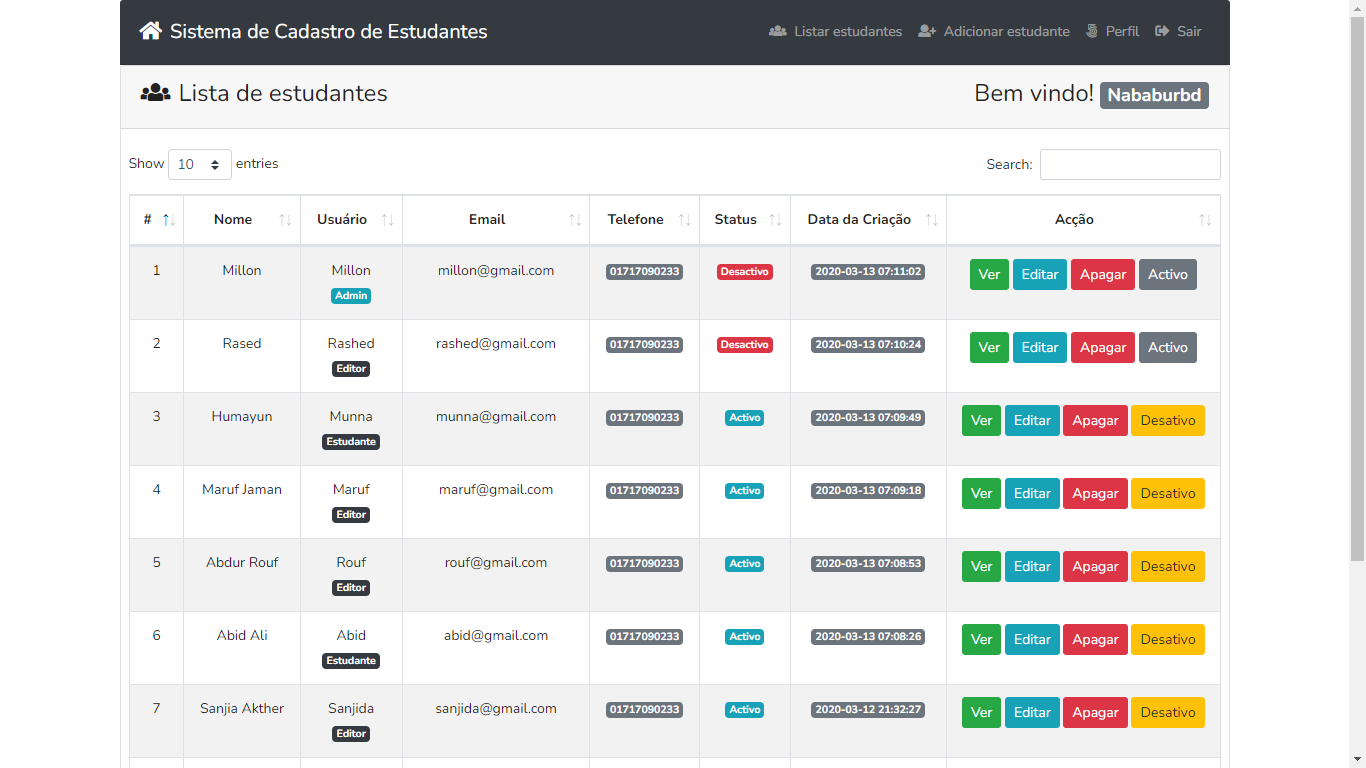 Sistema de Cadastro de Estudantes Listar estudantes Adicionar estudante Perfil Sair
Lista de estudantes Bem vindo! Nababurbd
Show 10 entries Search:
# Nome Usuário Email Telefone Status Data da Criação Acção
1 Millon Millon millon@gmail.com 01717090233 Desactivo 2020-03-13 07:11:02 Ver Editar Apagar Activo
Admin
2 Rased Rashed rashed@gmail.com 01717090233 Desactivo 2020-03-13 07:10:24 Ver Editar Apagar Activo
Editor
3 Humayun Munna munna@gmail.com 01717090233 Activo 2020-03-13 07:09:49 Ver Editar Apagar Desativo
Estudante
4 Maruf Jaman Maruf maruf@gmail.com 01717090233 Activo 2020-03-13 07:09:18 Ver Editar Apagar Desativo
Editor
5 Abdur Rouf Rouf rouf@gmail.com 01717090233 Activo 2020-03-13 07:08:53 Ver Editar Apagar Desativo
Editor
6 Abid Ali Abid abid@gmail.com 01717090233 Activo 2020-03-13 07:08:26 Ver Editar Apagar Desativo
Estudante
7 Sanjia Akther Sanjida sanjida@gmail.com 01717090233 Activo 2020-03-12 21:32:27 Ver Editar Apagar Desativo
Editor